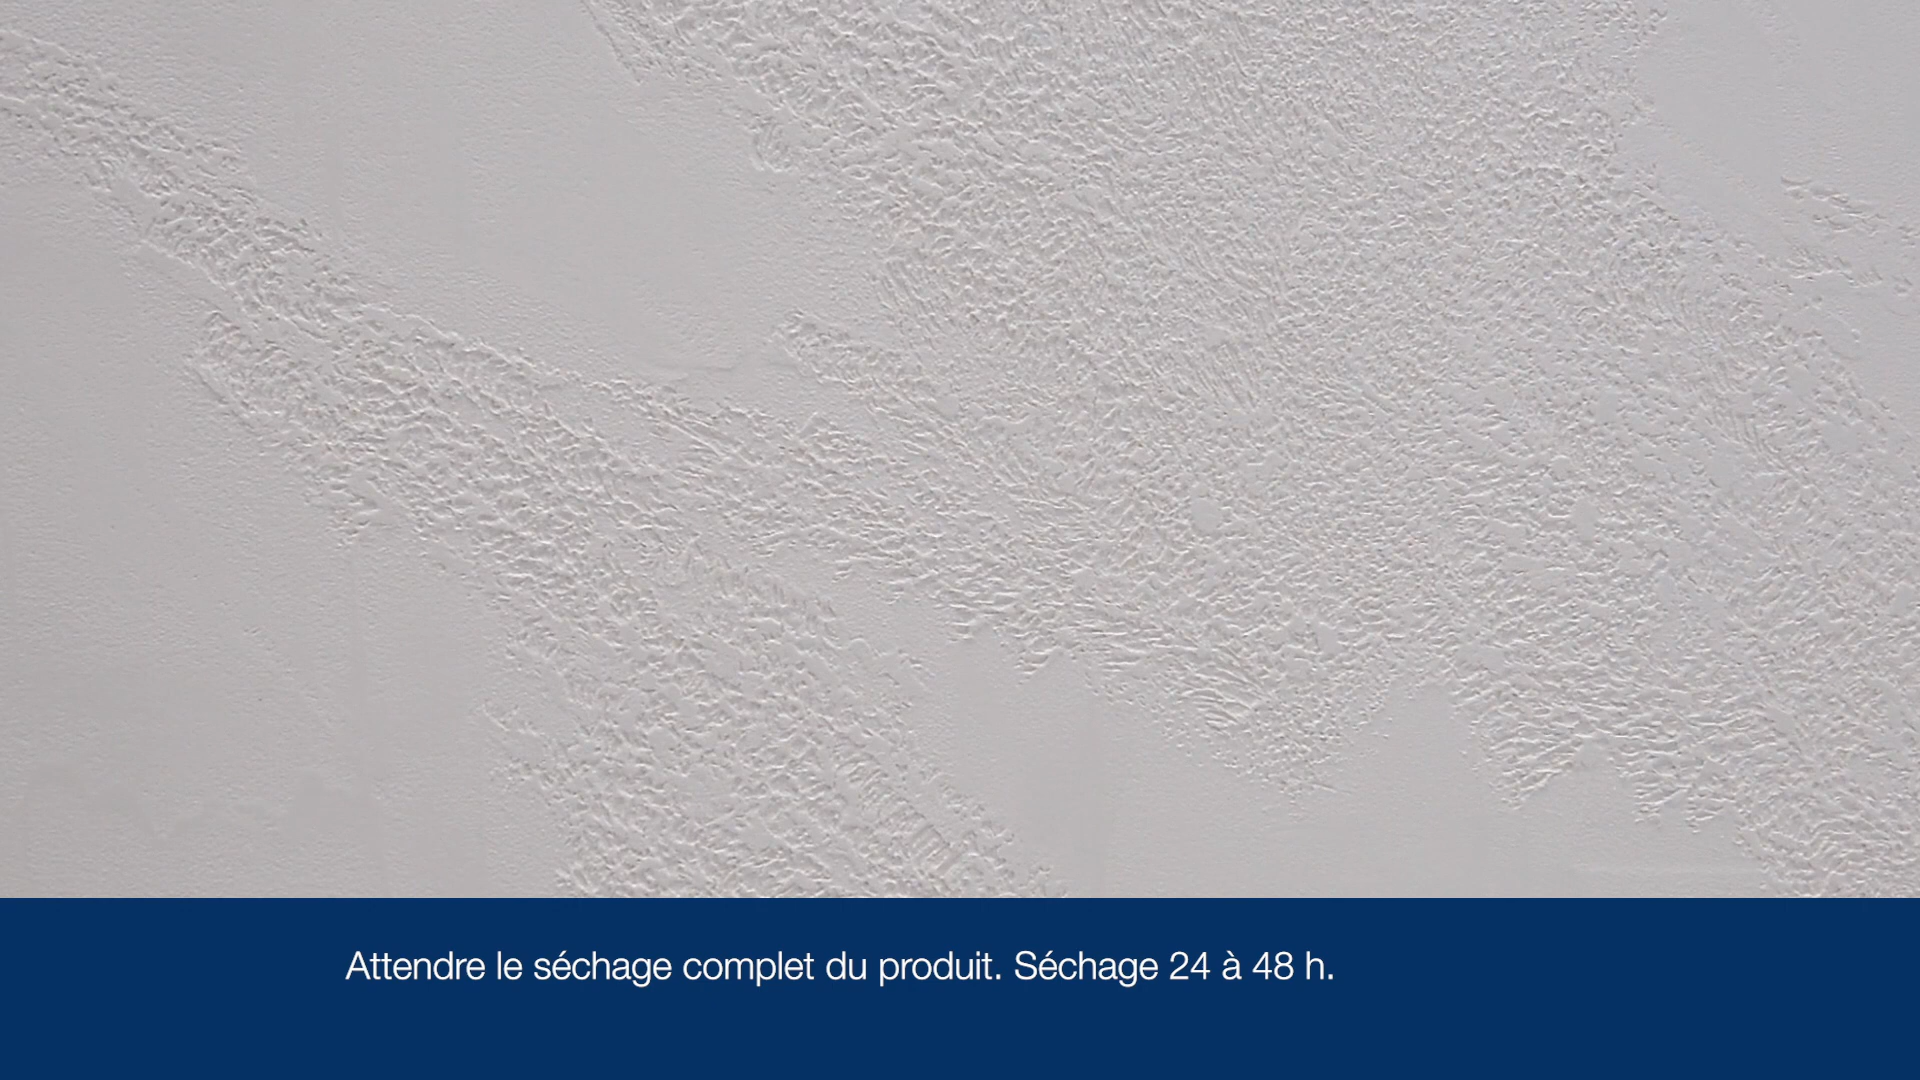 Attendre le séchage complet du produit. Séchage 24 à 48 h.